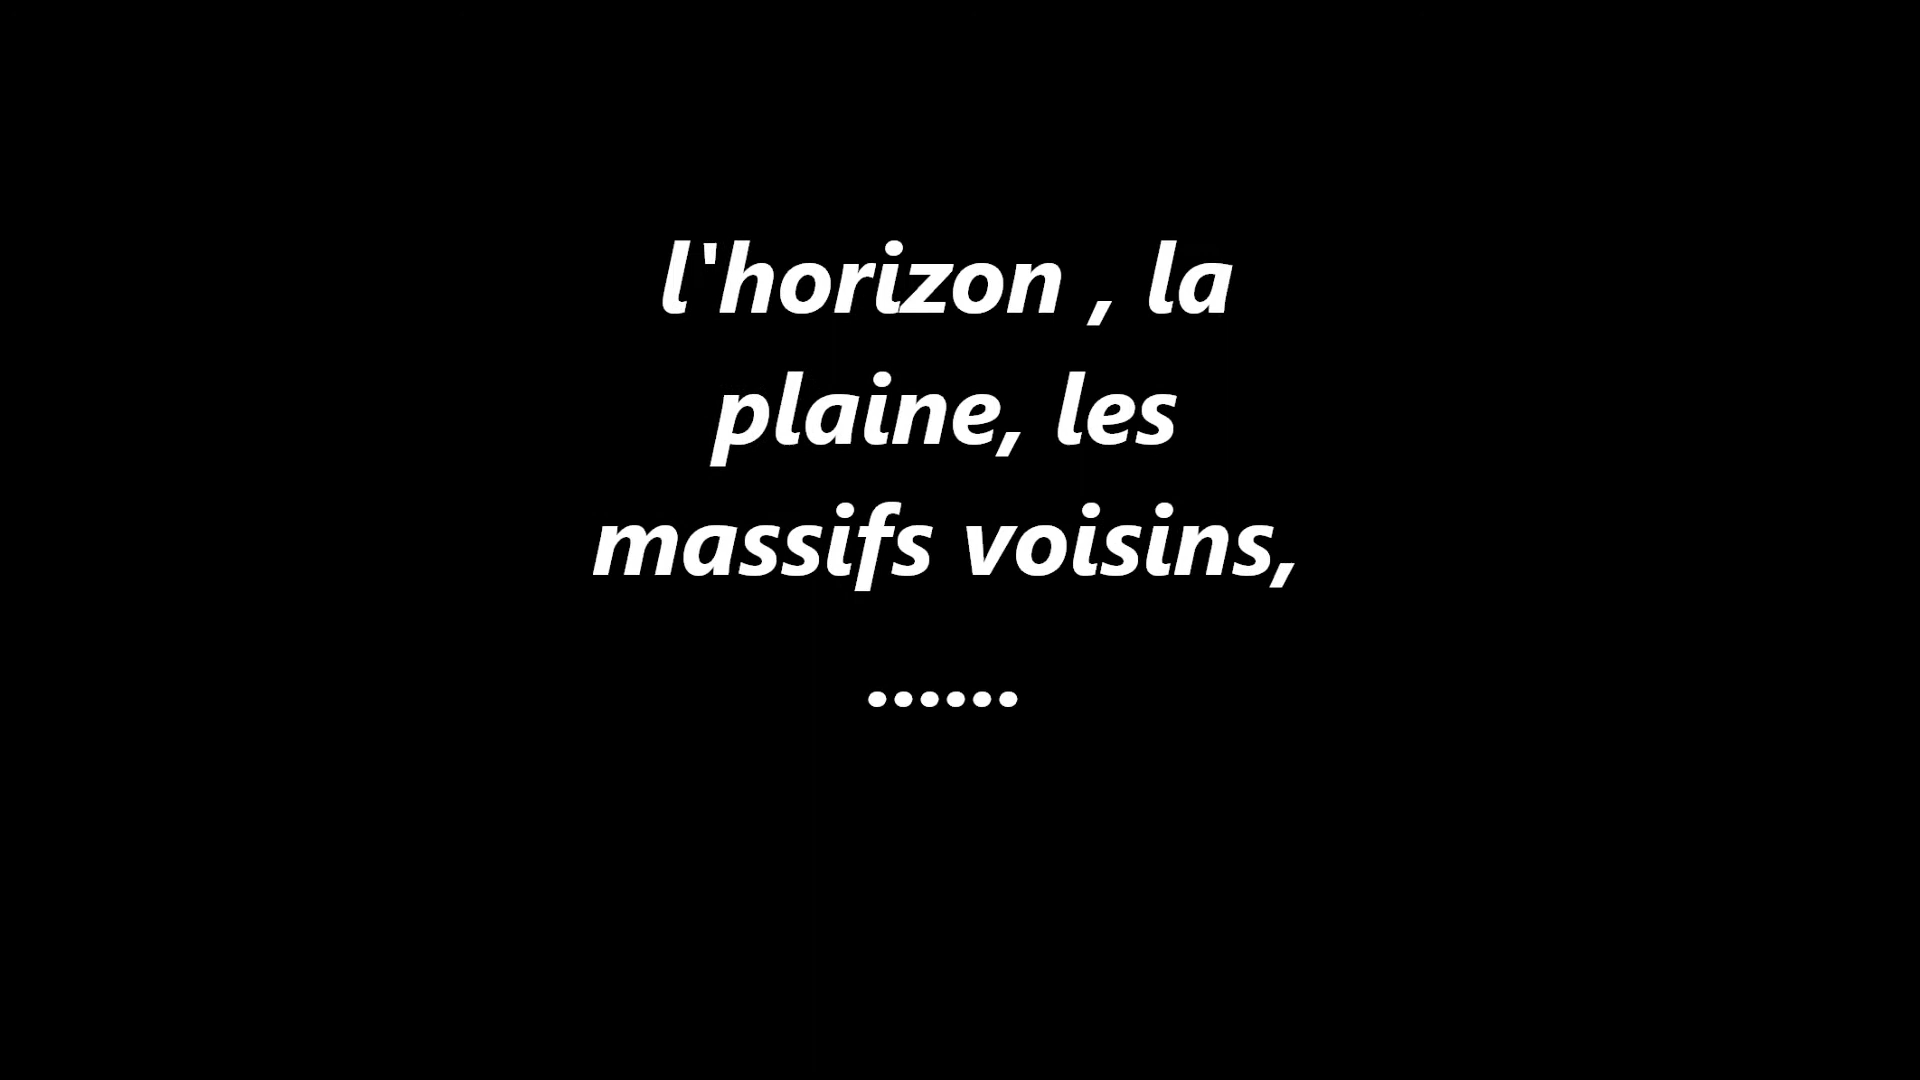 l'horizon , la
plaine, les
massifs voisins,
......